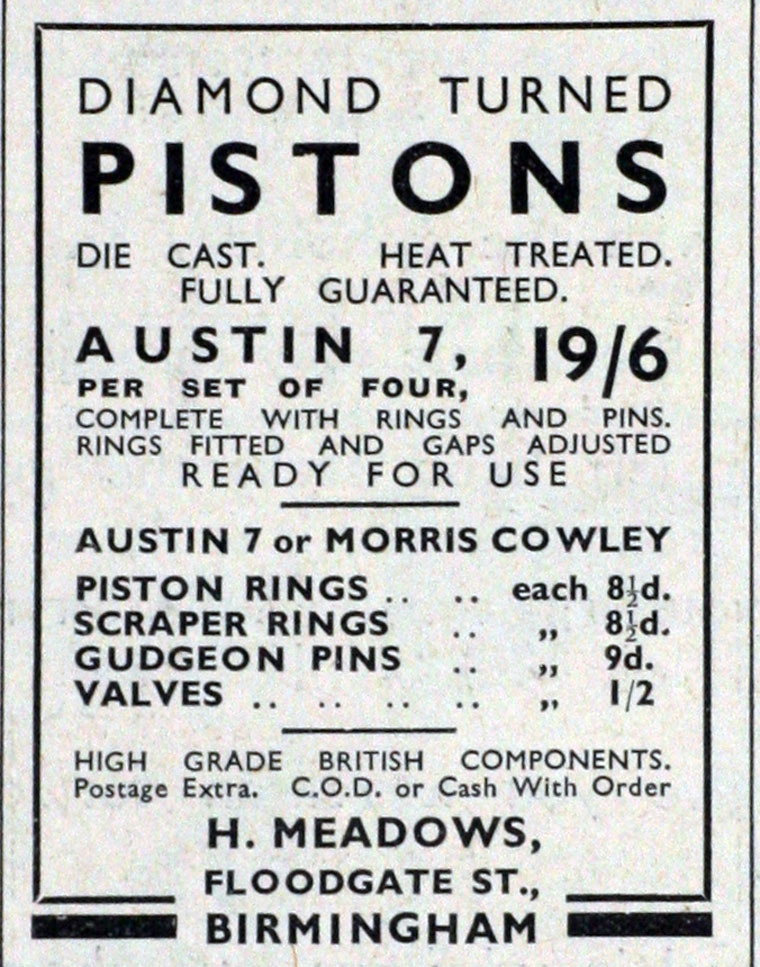 DIAMOND TURNED
PISTONS
DIE CAST. HEAT TREATED.
FULLY GUARANTEED.
AUSTIN 7, 19/6
PER SET OF FOUR,
COMPLETE WITH RINGS AND PINS.
RINGS FITTED AND GAPS ADJUSTED
READY FOR USE
AUSTIN 7 or MORRIS COWLEY
PISTON RINGS .. .. each 8½d.
SCRAPER RINGS .. ,, 8½d.
GUDGEON PINS .. ,, 9d.
VALVES .. .. .. .. ,, 1/2
HIGH GRADE BRITISH COMPONENTS.
Postage Extra. C.O.D. or Cash With Order
H. MEADOWS,
FLOODGATE ST.,
BIRMINGHAM